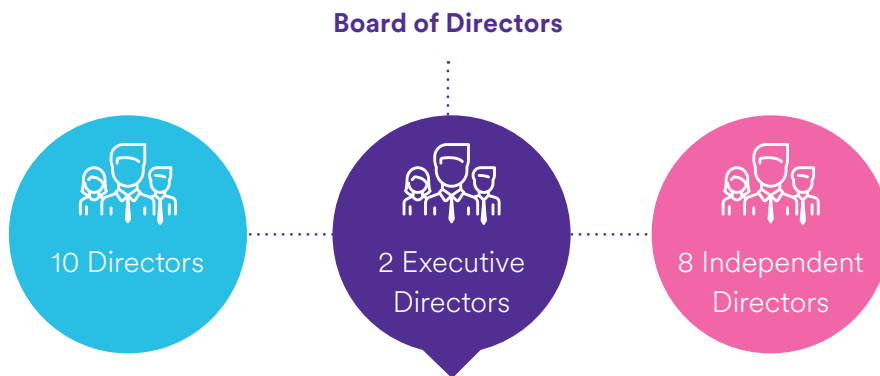 Board of Directors
10 Directors
2 Executive
Directors
8 Independent
Directors